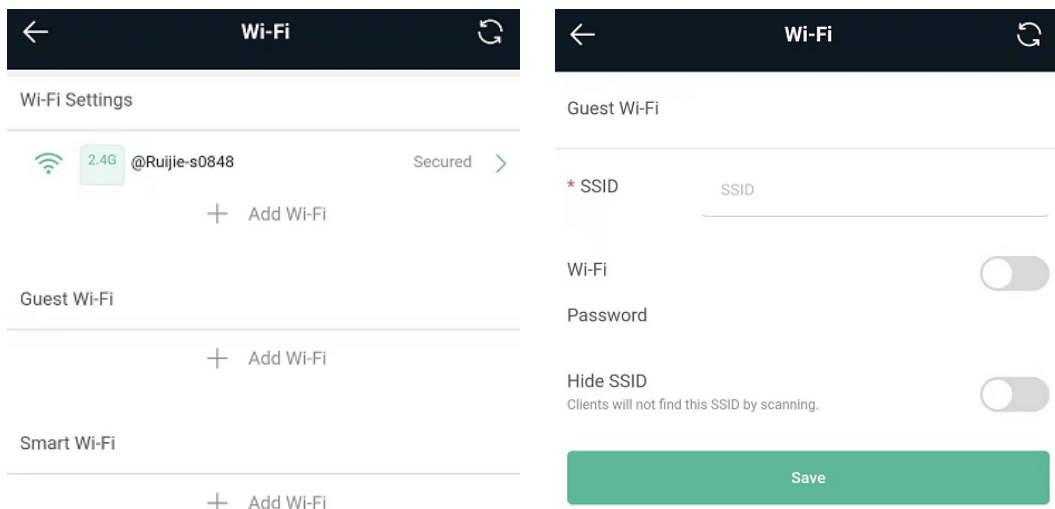 Wi-Fi
Wi-Fi Settings
2.4G @Ruijie-s0848 Secured
Add Wi-Fi
Guest Wi-Fi
Add Wi-Fi
Smart Wi-Fi
Add Wi-Fi
Wi-Fi
Guest Wi-Fi
* SSID SSID
Wi-Fi
Password
Hide SSID
Clients will not find this SSID by scanning.
Save